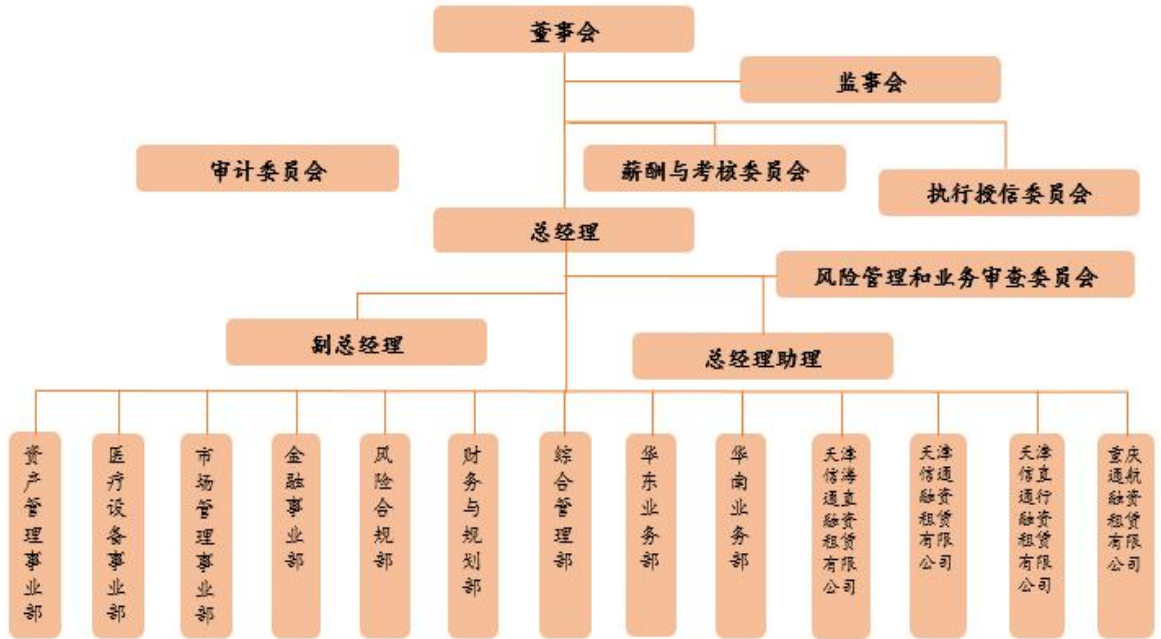 董事会
监事会
审计委员会
薪酬与考核委员会
执行授信委员会
总经理
风险管理和业务审查委员会
副总经理
总经理助理
资产管理事业部
医疗设备事业部
市场管理事业部
金融事业部
风险合规部
财务与规划部
综合管理部
华东业务部
华南业务部
天津信海通直融资租赁有限公司
天津信通融资租赁有限公司
天津信直通行融资租赁有限公司
重庆通航融资租赁有限公司